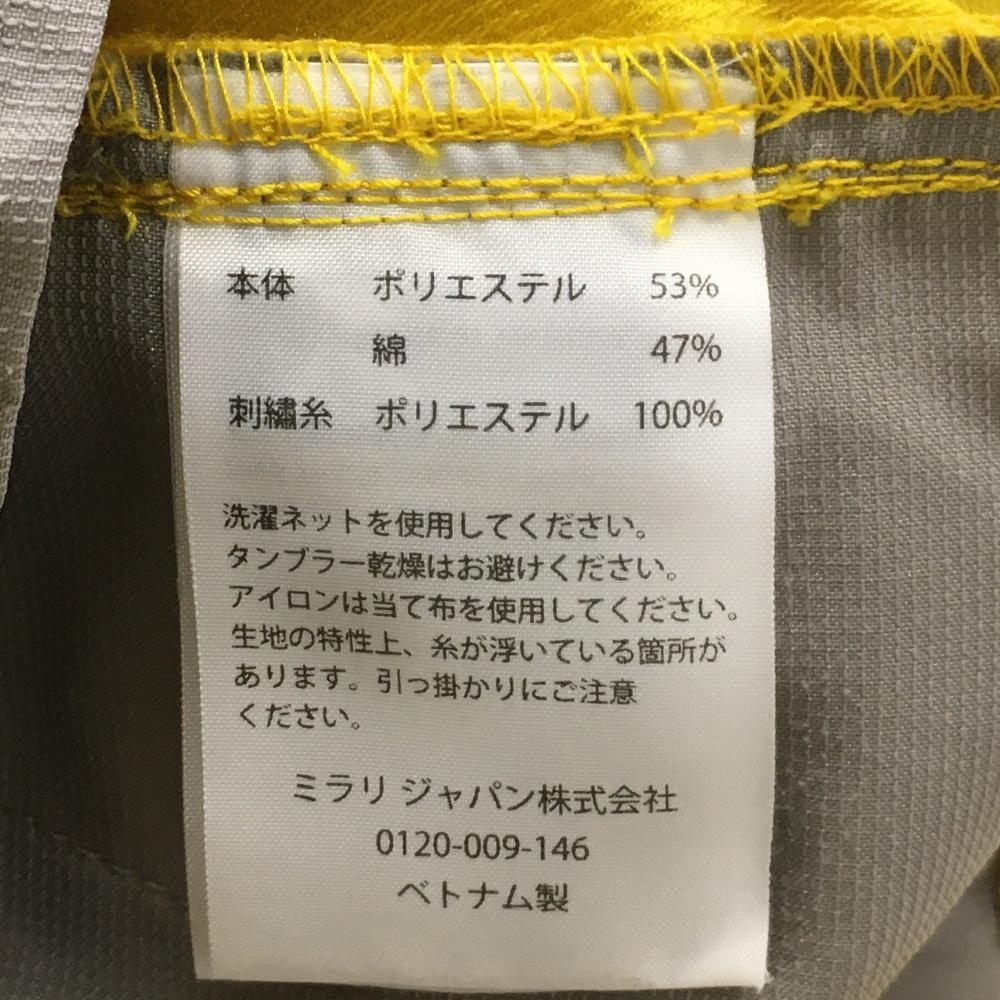 本体 ポリエステル 53%
綿 47%
刺繍糸 ポリエステル 100%
洗濯ネットを使用してください。
タンブラー乾燥はお避けください。
アイロンは当て布を使用してください。
生地の特性上、糸が浮いている箇所が
あります。引っ掛かりにご注意
ください。
ミラリ ジャパン株式会社
0120-009-146
ベトナム製